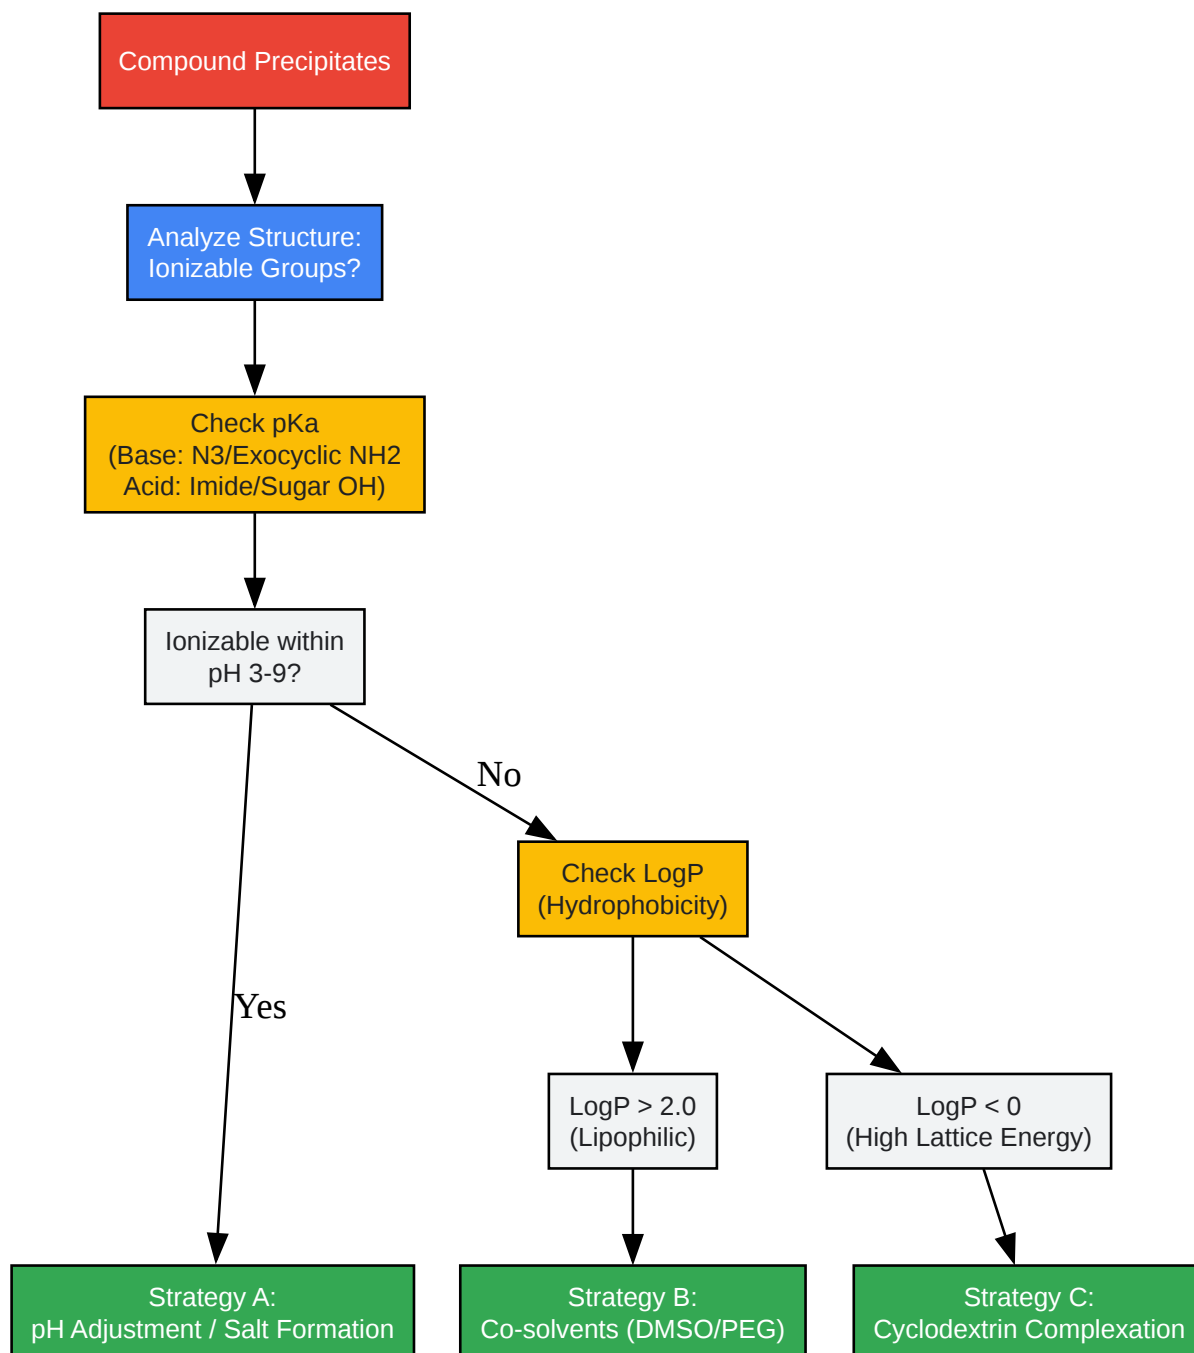 Compound Precipitates
Analyze Structure:
Ionizable Groups?
Check pKa
(Base: N3/Exocyclic NH2
Acid: Imide/Sugar OH)
Ionizable within
pH 3-9?
No
Check LogP
(Hydrophobicity)
Yes
LogP > 2.0
(Lipophilic)
LogP < 0
(High Lattice Energy)
Strategy A:
pH Adjustment / Salt Formation
Strategy B:
Co-solvents (DMSO/PEG)
Strategy C:
Cyclodextrin Complexation